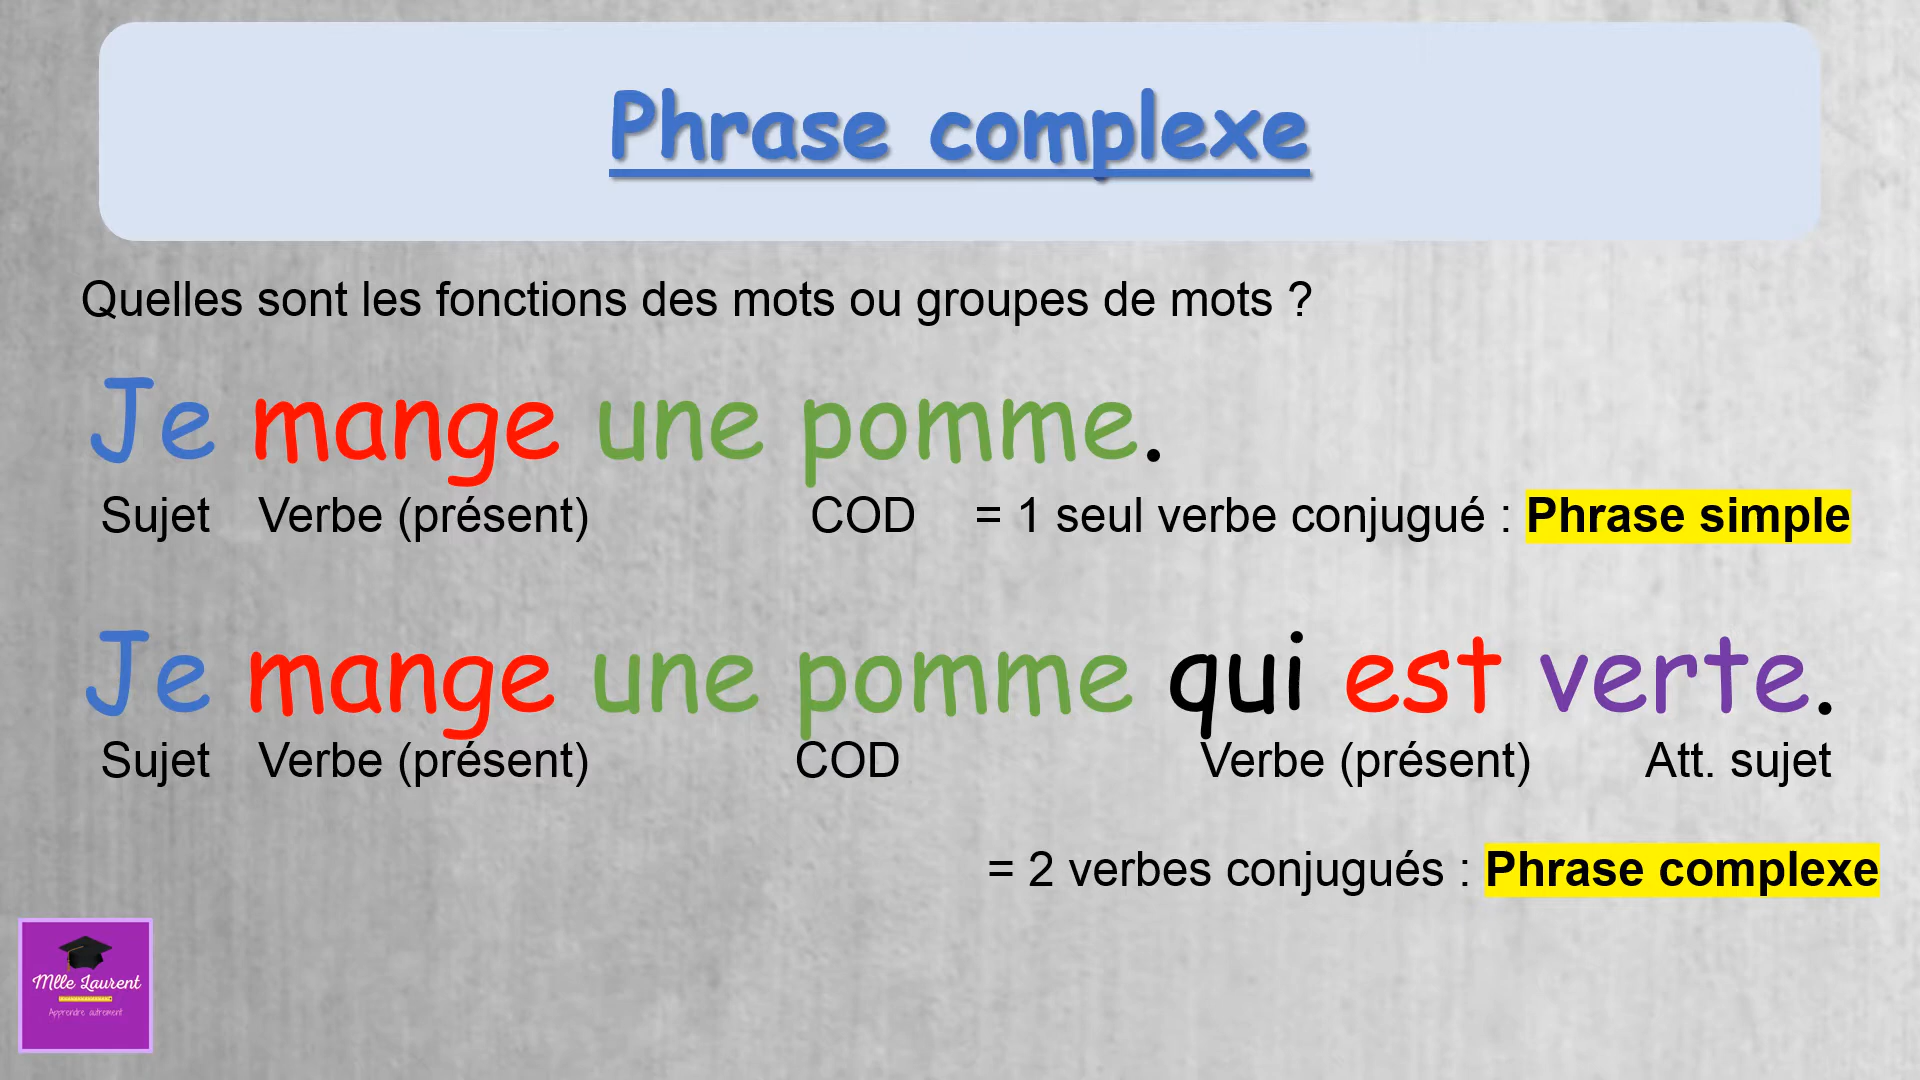 Phrase complexe
Quelles sont les fonctions des mots ou groupes de mots ?
Je mange une pomme.
Sujet Verbe (présent) COD = 1 seul verbe conjugué : Phrase simple
Je mange une pomme qui est verte.
Sujet Verbe (présent) COD Verbe (présent) Att. sujet
= 2 verbes conjugués : Phrase complexe
Mlle Laurent
Apprendre autrement